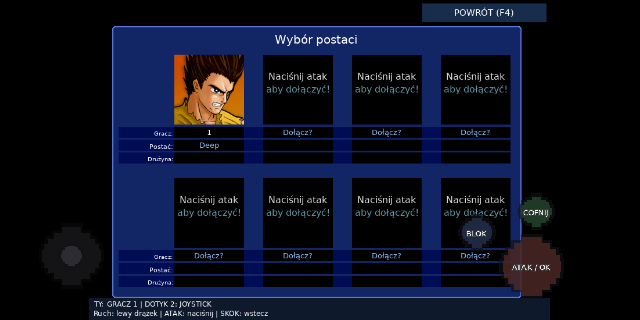 POWRÓT (F4)
Wybór postaci
Naciśnij atak Naciśnij atak Naciśnij atak
aby dołączyć! aby dołączyć! aby dołączyć!
Gracz: 1 Dołącz? Dołącz? Dołącz?
Postać: Deep
Drużyna:
Naciśnij atak Naciśnij atak Naciśnij atak Naciśnij atak
aby dołączyć! aby dołączyć! aby dołączyć! aby dołączyć!
COFNIJ
BLOK
Gracz: Dołącz? Dołącz? Dołącz? Dołącz?
ATAK / OK
Postać:
Drużyna:
TY: GRACZ 1 | DOTYK 2: JOYSTICK
Ruch: lewy drążek | ATAK: naciśnij | SKOK: wstecz